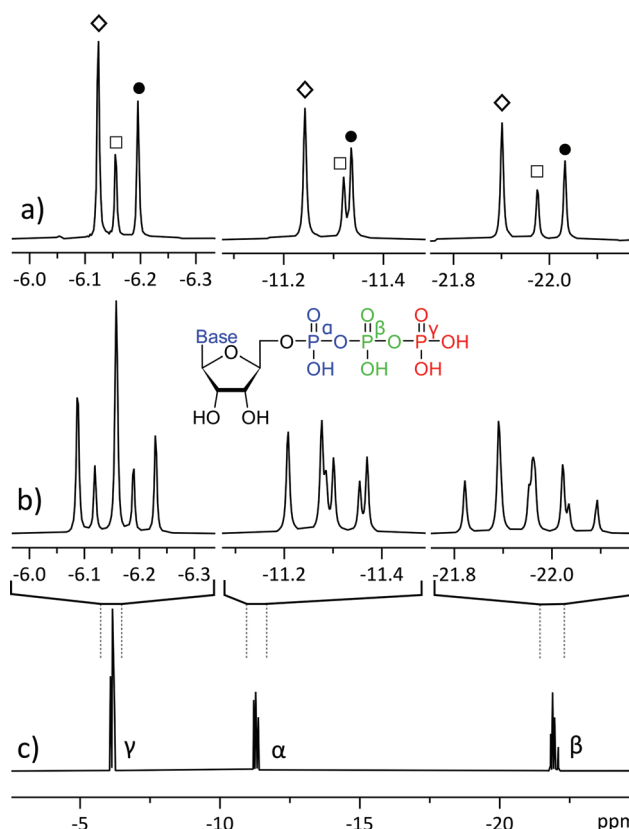 ◇ □ ● ◇ □ ● ◇ □ ●
a)
-6.0 -6.1 -6.2 -6.3 -11.2 -11.4 -21.8 -22.0
O O O
Base α β γ
O O P O P O P OH
OH OH OH
HO OH
b)
-6.0 -6.1 -6.2 -6.3 -11.2 -11.4 -21.8 -22.0
c) γ α β
-5 -10 -15 -20 ppm